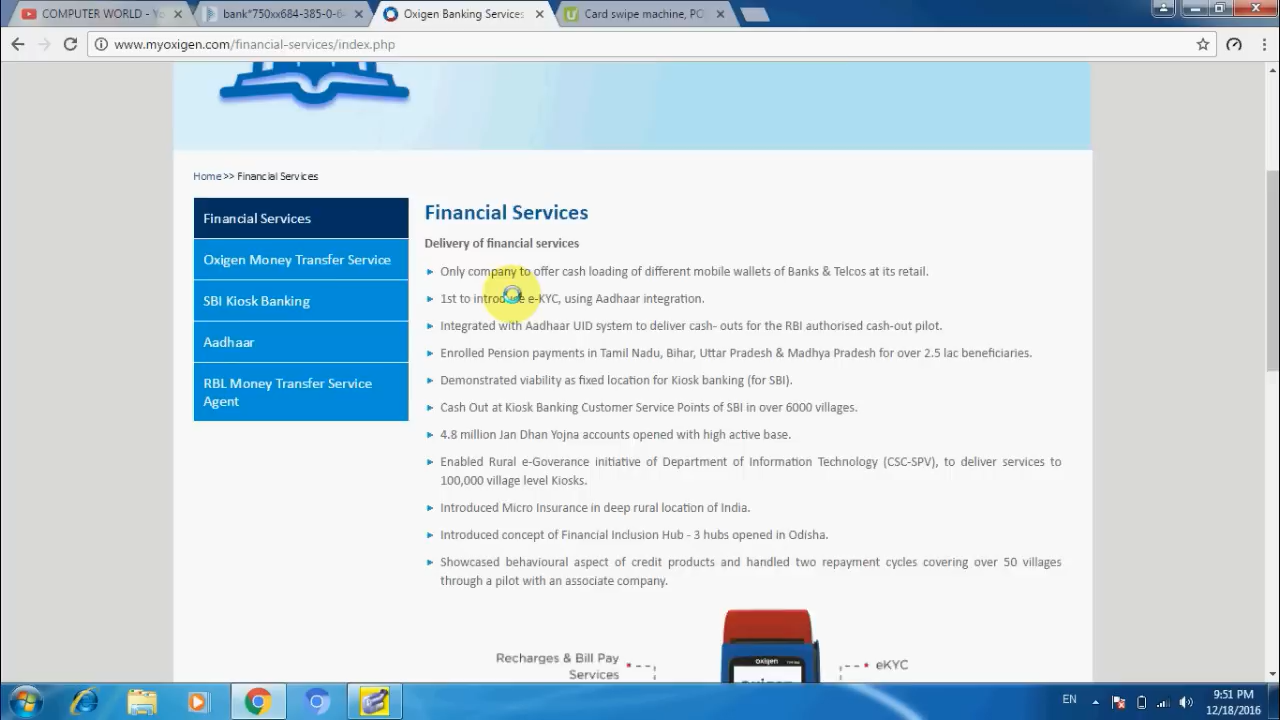 COMPUTER WORLD - Yo
bank*750xx684-385-0-6
Oxigen Banking Services
Card swipe machine, PO
www.myoxigen.com/financial-services/index.php
Home >> Financial Services
Financial Services
Oxigen Money Transfer Service
SBI Kiosk Banking
Aadhaar
RBL Money Transfer Service
Agent
Financial Services
Delivery of financial services
Only company to offer cash loading of different mobile wallets of Banks & Telcos at its retail.
1st to introduce e-KYC, using Aadhaar integration.
Integrated with Aadhaar UID system to deliver cash- outs for the RBI authorised cash-out pilot.
Enrolled Pension payments in Tamil Nadu, Bihar, Uttar Pradesh & Madhya Pradesh for over 2.5 lac beneficiaries.
Demonstrated viability as fixed location for Kiosk banking (for SBI).
Cash Out at Kiosk Banking Customer Service Points of SBI in over 6000 villages.
4.8 million Jan Dhan Yojna accounts opened with high active base.
Enabled Rural e-Goverance initiative of Department of Information Technology (CSC-SPV), to deliver services to
100,000 village level Kiosks.
Introduced Micro Insurance in deep rural location of India.
Introduced concept of Financial Inclusion Hub - 3 hubs opened in Odisha.
Showcased behavioural aspect of credit products and handled two repayment cycles covering over 50 villages
through a pilot with an associate company.
Recharges & Bill Pay
Services
oxigen
oxigen
eKYC
EN
9:51 PM
12/18/2016